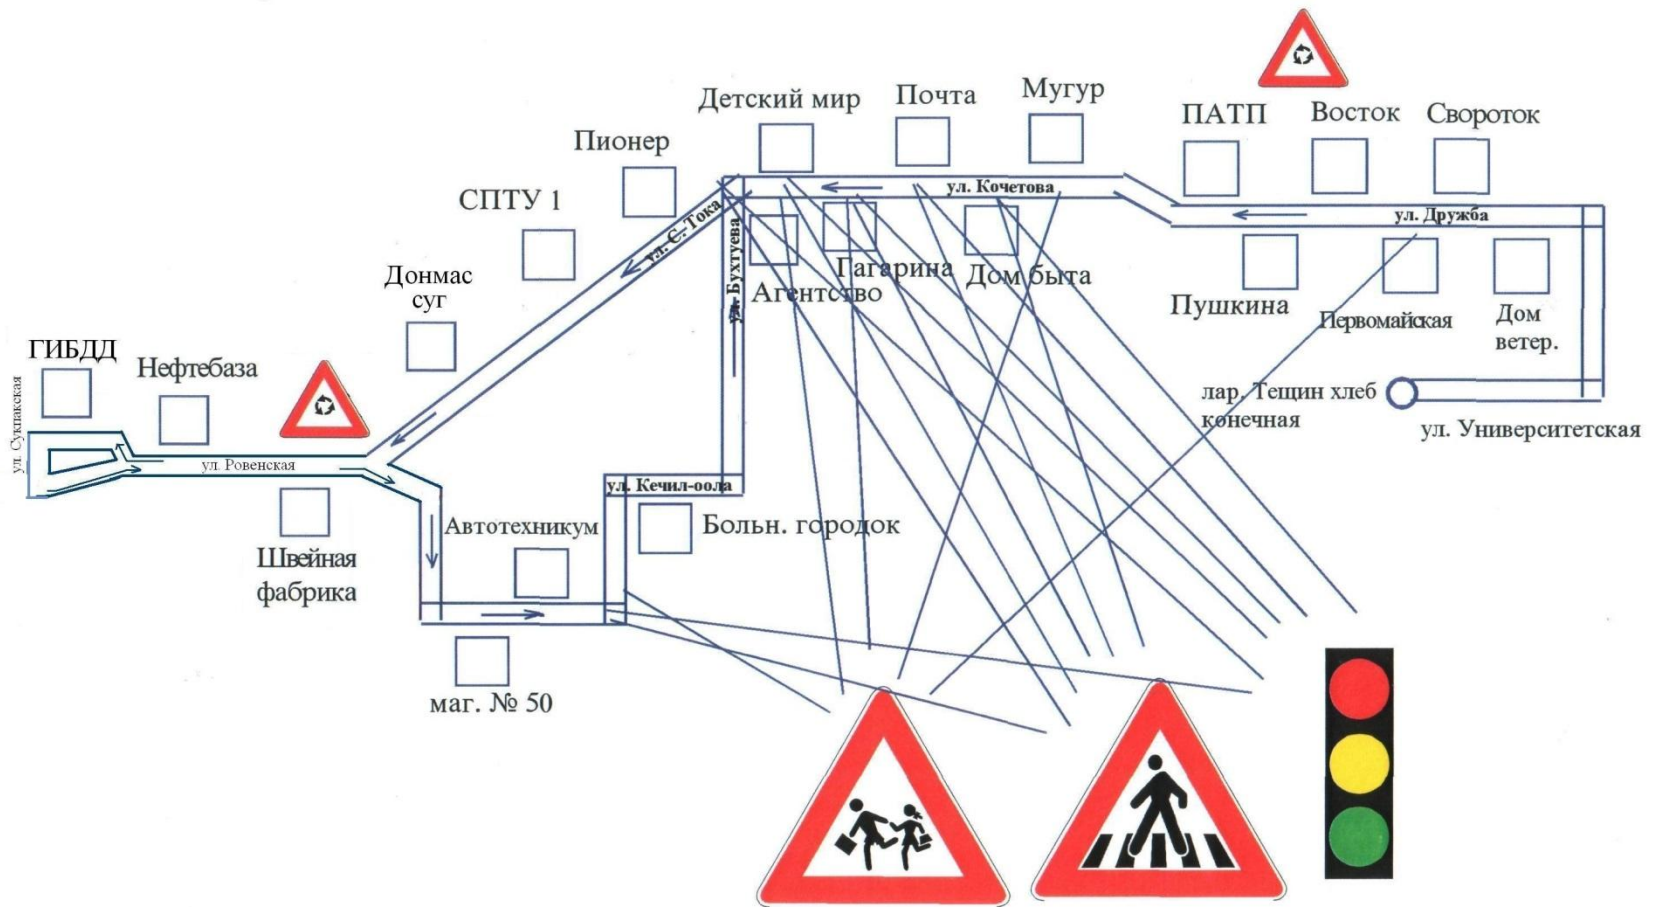 Детский мир
Почта
Мугур
ПАТП
Восток
Свороток
Пионер
СПТУ 1
Донмас
суг
ГИБДД
Нефтебаза
ул. Сукпакская
ул. Ровенская
ул. С. Тока
ул. Бухтуева
ул. Кочетова
ул. Дружба
Агентство
Гагарина
Дом быта
Пушкина
Первомайская
Дом
ветер.
лар. Тещин хлеб
конечная
ул. Университетская
ул. Кечил-оола
Больн. городок
Автотехникум
Швейная
фабрика
маг. № 50